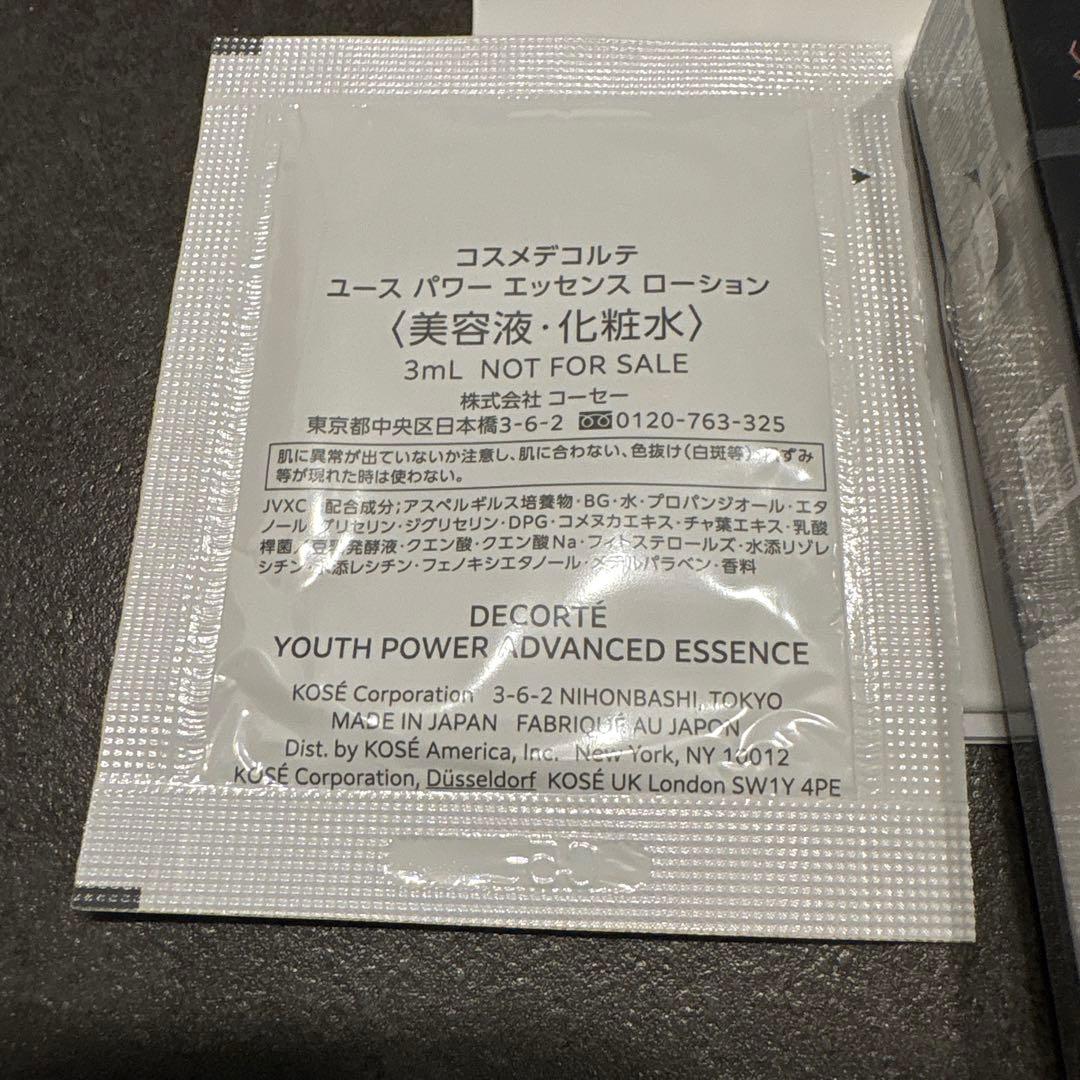 コスメデコルテ
ユース パワー エッセンス ローション
〈美容液・化粧水〉
3mL NOT FOR SALE
株式会社 コーセー
東京都中央区日本橋3-6-2 0120-763-325
肌に異常が出ていないか注意し、肌に合わない、色抜け(白斑等)
等が現れた時は使わない。
JVXC 配合成分;アスペルギルス培養物・BG・水・プロパンジオール・エタ
ノール・グリセリン・ジグリセリン・DPG・コメヌカエキス・チャ葉エキス・乳酸
桿菌/豆乳発酵液・クエン酸・クエン酸Na・フィトステロールズ・水添リゾレ
シチン・水添レシチン・フェノキシエタノール・メチルパラベン・香料
DECORTÉ
YOUTH POWER ADVANCED ESSENCE
KOSÉ Corporation 3-6-2 NIHONBASHI, TOKYO
MADE IN JAPAN FABRIQUÉ AU JAPON
Dist. by KOSÉ America, Inc. New York, NY 10012
KOSÉ Corporation, Düsseldorf KOSÉ UK London SW1Y 4PE